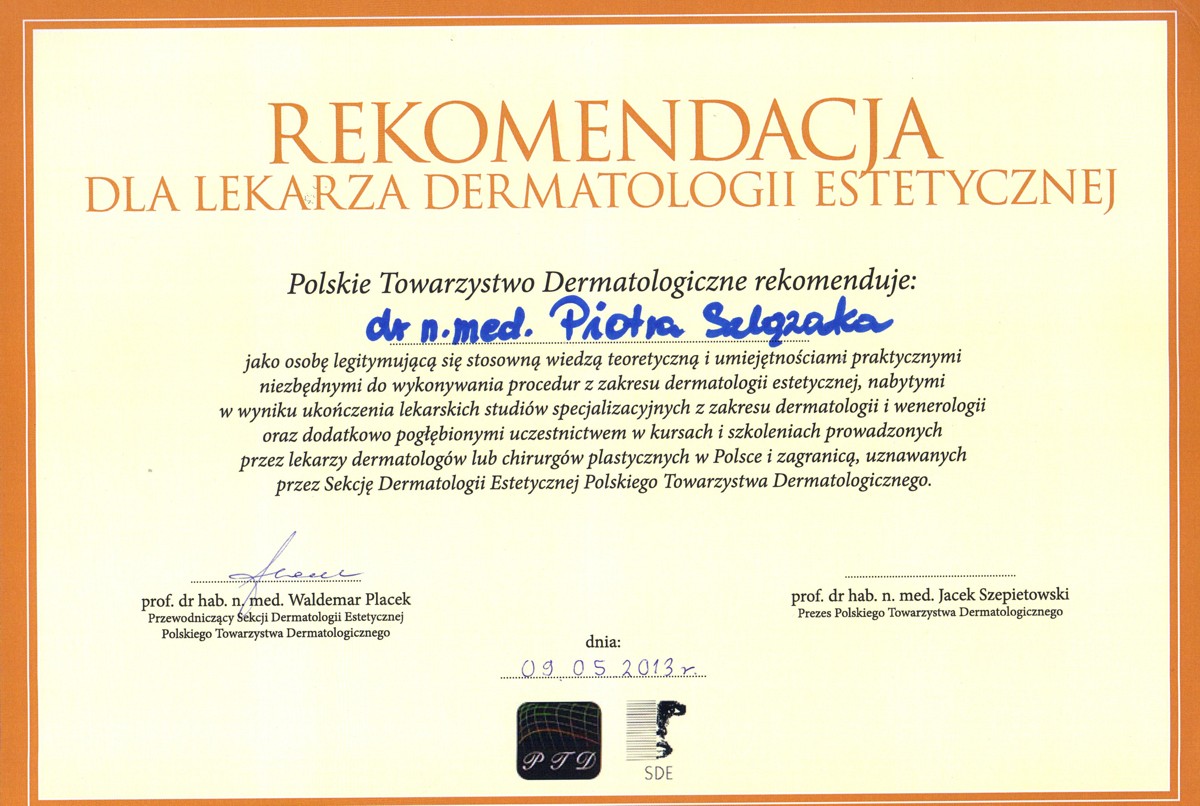 REKOMENDACJA
DLA LEKARZA DERMATOLOGII ESTETYCZNEJ
Polskie Towarzystwo Dermatologiczne rekomenduje:
dr n. med. Piotra Szlązaka
jako osobę legitymującą się stosowną wiedzą teoretyczną i umiejętnościami praktycznymi
niezbędnymi do wykonywania procedur z zakresu dermatologii estetycznej, nabytymi
w wyniku ukończenia lekarskich studiów specjalizacyjnych z zakresu dermatologii i wenerologii
oraz dodatkowo pogłębionymi uczestnictwem w kursach i szkoleniach prowadzonych
przez lekarzy dermatologów lub chirurgów plastycznych w Polsce i zagranicą, uznawanych
przez Sekcję Dermatologii Estetycznej Polskiego Towarzystwa Dermatologicznego.
prof. dr hab. n. med. Waldemar Placek
Przewodniczący Sekcji Dermatologii Estetycznej
Polskiego Towarzystwa Dermatologicznego
prof. dr hab. n. med. Jacek Szepietowski
Prezes Polskiego Towarzystwa Dermatologicznego
dnia:
09.05.2013r.
PTD
SDE